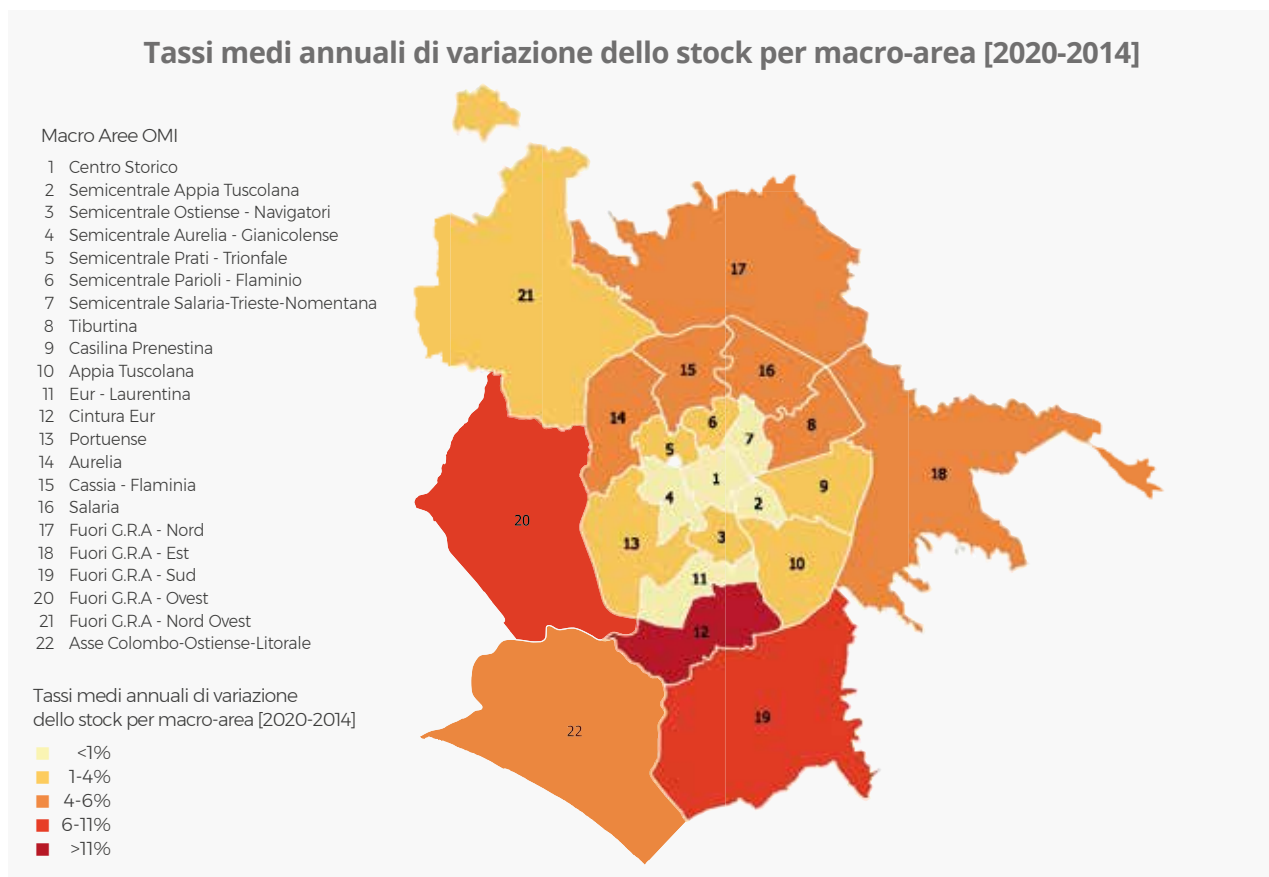 Tassi medi annuali di variazione dello stock per macro-area [2020-2014]
Macro Aree OMI
1 Centro Storico
2 Semicentrale Appia Tuscolana
3 Semicentrale Ostiense - Navigatori
4 Semicentrale Aurelia - Gianicolense
5 Semicentrale Prati - Trionfale
6 Semicentrale Parioli - Flaminio
7 Semicentrale Salaria-Trieste-Nomentana
8 Tiburtina
9 Casilina Prenestina
10 Appia Tuscolana
11 Eur - Laurentina
12 Cintura Eur
13 Portuense
14 Aurelia
15 Cassia - Flaminia
16 Salaria
17 Fuori G.R.A - Nord
18 Fuori G.R.A - Est
19 Fuori G.R.A - Sud
20 Fuori G.R.A - Ovest
21 Fuori G.R.A - Nord Ovest
22 Asse Colombo-Ostiense-Litorale
Tassi medi annuali di variazione
dello stock per macro-area [2020-2014]
<1%
1-4%
4-6%
6-11%
>11%
17
21
15
16
14
6
8
7
5
1
18
9
4
2
20
3
13
10
11
12
19
22